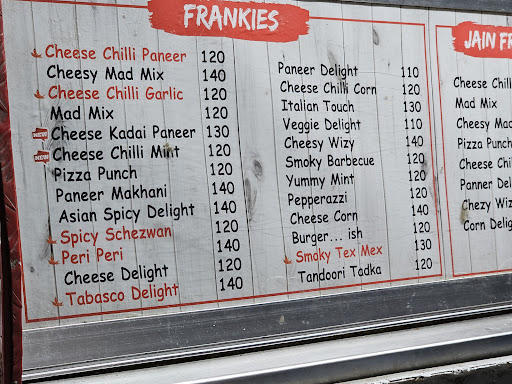 FRANKIES
Cheese Chilli Paneer 120
Cheesy Mad Mix 140
Cheese Chilli Garlic 120
Mad Mix 120
NEW Cheese Kadai Paneer 130
NEW Cheese Chilli Mint 120
Pizza Punch 120
Paneer Makhani 140
Asian Spicy Delight 140
Spicy Schezwan 120
Peri Peri 140
Cheese Delight 120
Tabasco Delight 140
Paneer Delight 110
Cheese Chilli Corn 120
Italian Touch 130
Veggie Delight 110
Cheesy Wizy 140
Smoky Barbecue 120
Yummy Mint 120
Pepperazzi 120
Cheese Corn 140
Burger... ish 120
Smoky Tex Mex 130
Tandoori Tadka 120
JAIN FR
Cheese Chill
Mad Mix
Cheesy Ma
Pizza Punch
Cheese Chi
Panner Del
Chezy Wiz
Corn Delig